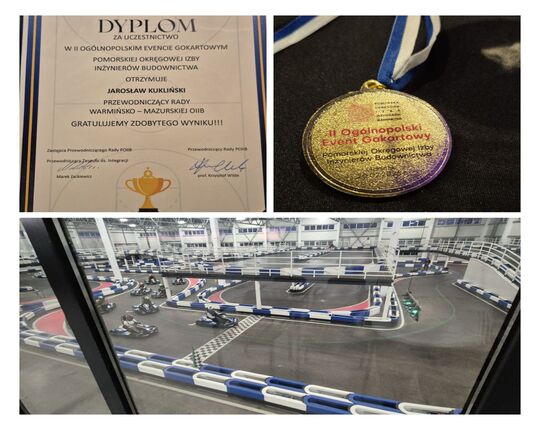 DYPLOM
ZA UCZESTNICTWO
W II OGÓLNOPOLSKIM EVENCIE GOKARTOWYM
POMORSKIEJ OKRĘGOWEJ IZBY
INŻYNIERÓW BUDOWNICTWA
OTRZYMUJE
JAROSŁAW KUKLIŃSKI
PRZEWODNICZĄCY RADY
WARMIŃSKO – MAZURSKIEJ OIIB
GRATULUJEMY ZDOBYTEGO WYNIKU!!!
Zastępca Przewodniczącego Rady POIIB
Przewodniczący Zespołu ds. Integracji
Marek Zackiewicz
Przewodniczący Rady POIIB
prof. Krzysztof Wilde
II Ogólnopolski
Event Gokartowy
Pomorskiej Okręgowej Izby
Inżynierów Budownictwa